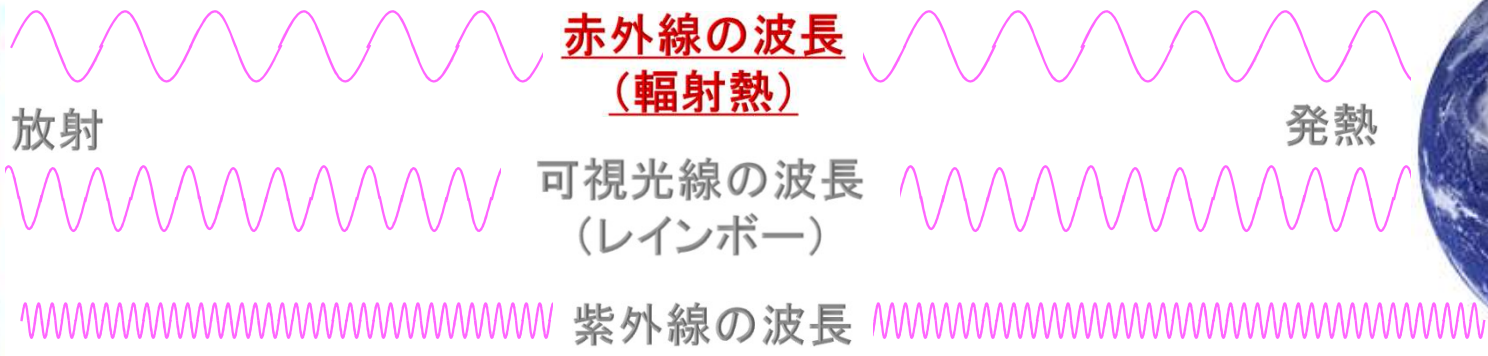 赤外線の波長
（輻射熱）
放射
発熱
可視光線の波長
（レインボー）
紫外線の波長